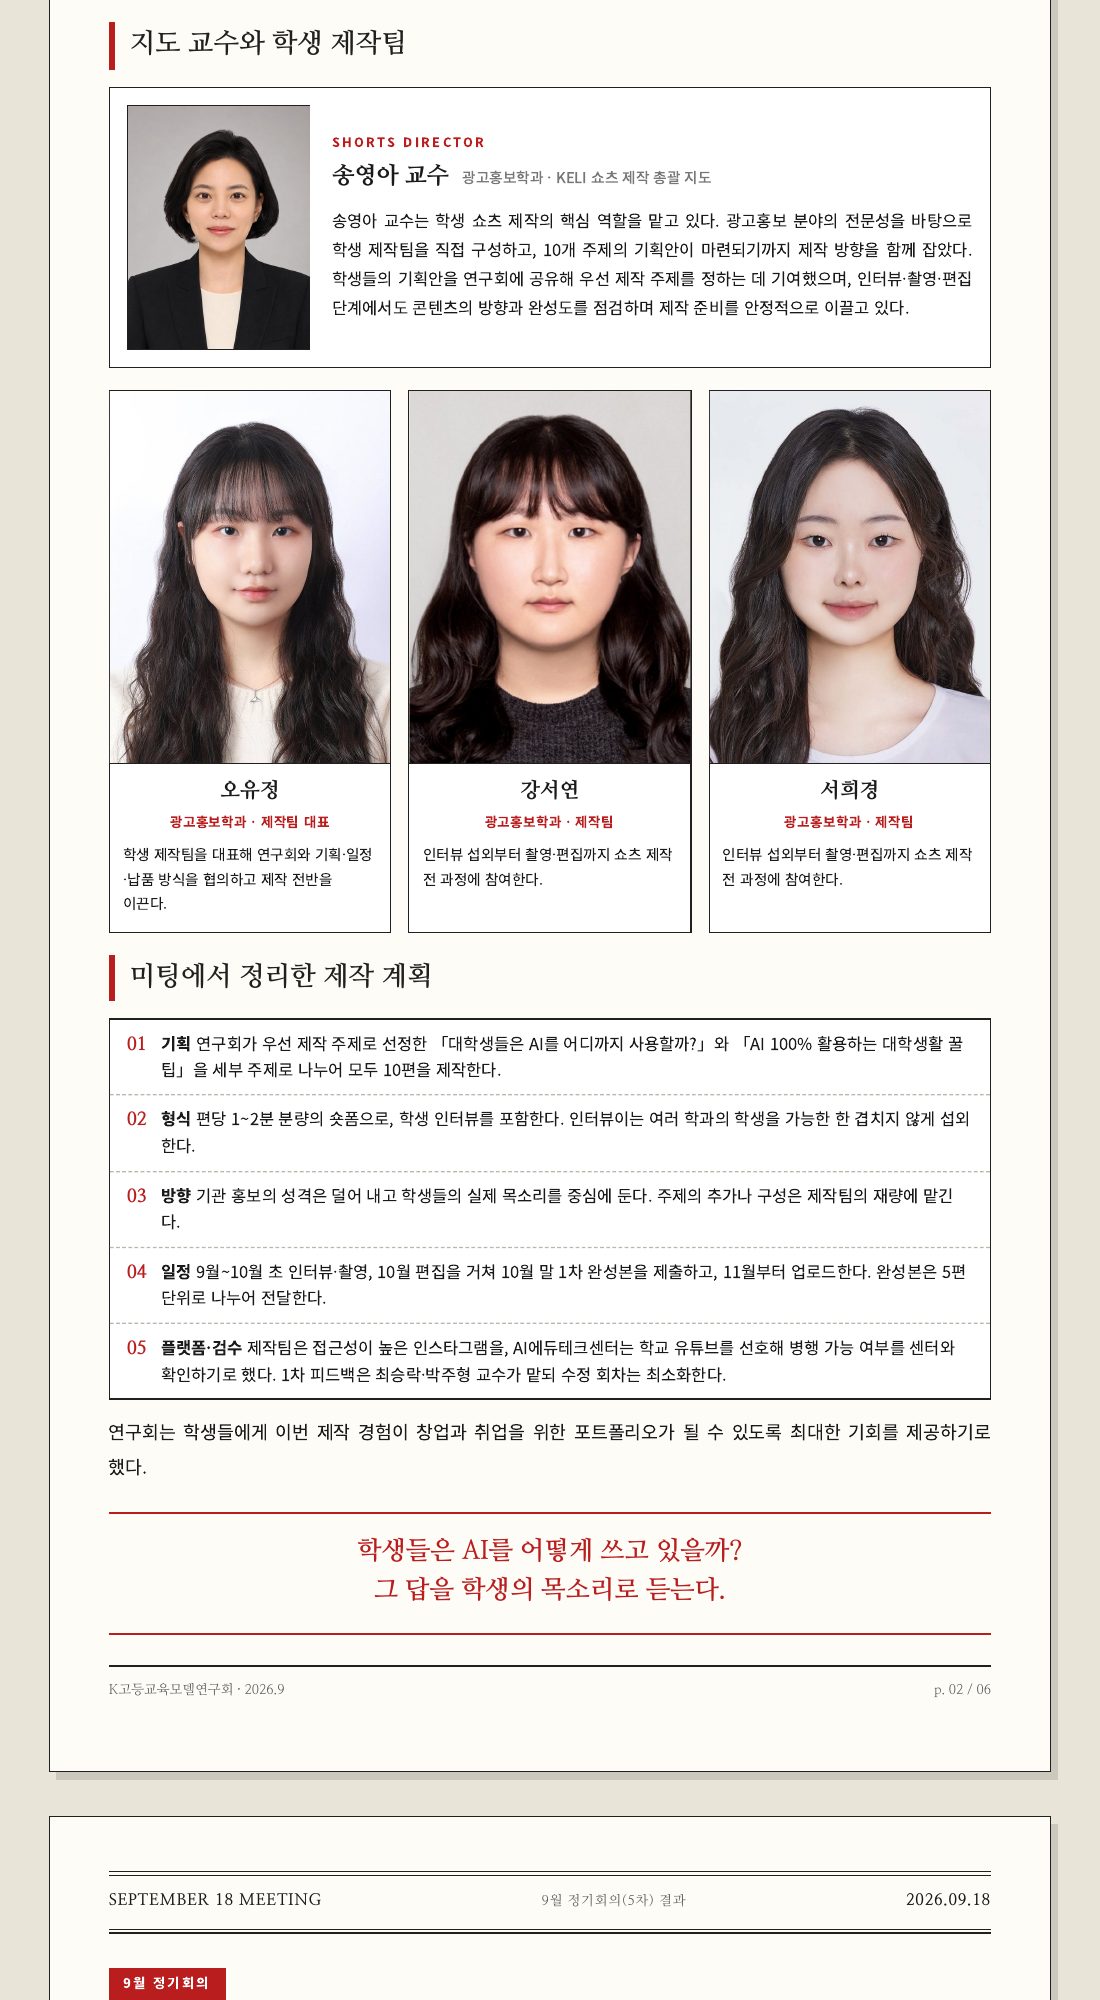 지도 교수와 학생 제작팀
SHORTS DIRECTOR
송영아 교수 광고홍보학과 · KELI 쇼츠 제작 총괄 지도
송영아 교수는 학생 쇼츠 제작의 핵심 역할을 맡고 있다. 광고홍보 분야의 전문성을 바탕으로
학생 제작팀을 직접 구성하고, 10개 주제의 기획안이 마련되기까지 제작 방향을 함께 잡았다.
학생들의 기획안을 연구회에 공유해 우선 제작 주제를 정하는 데 기여했으며, 인터뷰·촬영·편집
단계에서도 콘텐츠의 방향과 완성도를 점검하며 제작 준비를 안정적으로 이끌고 있다.
오유정
광고홍보학과 · 제작팀 대표
학생 제작팀을 대표해 연구회와 기획·일정
·납품 방식을 협의하고 제작 전반을
이끈다.
강서연
광고홍보학과 · 제작팀
인터뷰 섭외부터 촬영·편집까지 쇼츠 제작
전 과정에 참여한다.
서희경
광고홍보학과 · 제작팀
인터뷰 섭외부터 촬영·편집까지 쇼츠 제작
전 과정에 참여한다.
미팅에서 정리한 제작 계획
01 기획 연구회가 우선 제작 주제로 선정한 「대학생들은 AI를 어디까지 사용할까?」와 「AI 100% 활용하는 대학생활 꿀
팁」을 세부 주제로 나누어 모두 10편을 제작한다.
02 형식 편당 1~2분 분량의 숏폼으로, 학생 인터뷰를 포함한다. 인터뷰이는 여러 학과의 학생을 가능한 한 겹치지 않게 섭외
한다.
03 방향 기관 홍보의 성격은 덜어 내고 학생들의 실제 목소리를 중심에 둔다. 주제의 추가나 구성은 제작팀의 재량에 맡긴
다.
04 일정 9월~10월 초 인터뷰·촬영, 10월 편집을 거쳐 10월 말 1차 완성본을 제출하고, 11월부터 업로드한다. 완성본은 5편
단위로 나누어 전달한다.
05 플랫폼·검수 제작팀은 접근성이 높은 인스타그램을, AI에듀테크센터는 학교 유튜브를 선호해 병행 가능 여부를 센터와
확인하기로 했다. 1차 피드백은 최승락·박주형 교수가 맡되 수정 회차는 최소화한다.
연구회는 학생들에게 이번 제작 경험이 창업과 취업을 위한 포트폴리오가 될 수 있도록 최대한 기회를 제공하기로
했다.
학생들은 AI를 어떻게 쓰고 있을까?
그 답을 학생의 목소리로 듣는다.
K고등교육모델연구회 · 2026.9
p. 02 / 06
SEPTEMBER 18 MEETING
9월 정기회의(5차) 결과
2026.09.18
9월 정기회의